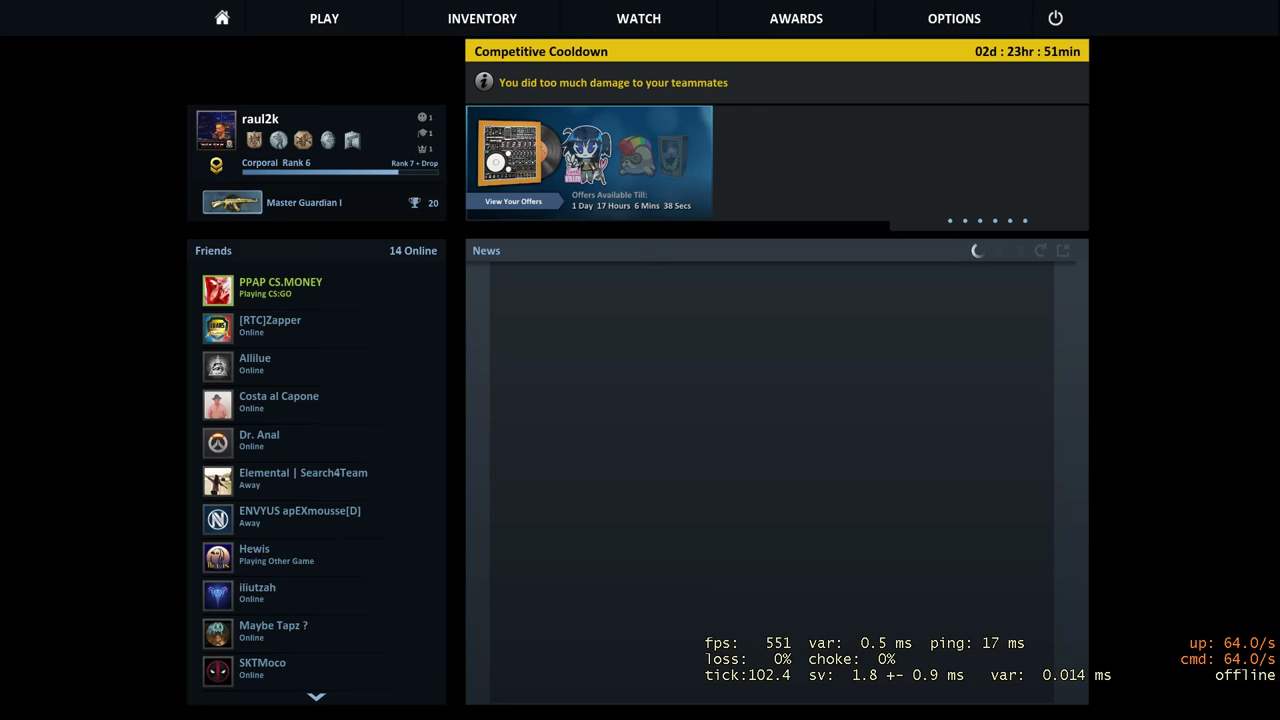 PLAY
INVENTORY
WATCH
AWARDS
OPTIONS
Competitive Cooldown
02d : 23hr : 51min
You did too much damage to your teammates
raul2k
1
1
1
Corporal Rank 6
Rank 7 + Drop
Master Guardian I
20
View Your Offers
Offers Available Till:
1 Day 17 Hours 6 Mins 38 Secs
Friends
14 Online
PPAP CS.MONEY
Playing CS:GO
[RTC]Zapper
Online
Allilue
Online
Costa al Capone
Online
Dr. Anal
Online
Elemental | Search4Team
Away
ENVYUS apEXmousse[D]
Away
Hewis
Playing Other Game
iliutzah
Online
Maybe Tapz ?
Online
SKTMoco
Online
News
fps: 551 var: 0.5 ms ping: 17 ms
loss: 0% choke: 0%
tick:102.4 sv: 1.8 +- 0.9 ms var: 0.014 ms
up: 64.0/s
cmd: 64.0/s
offline